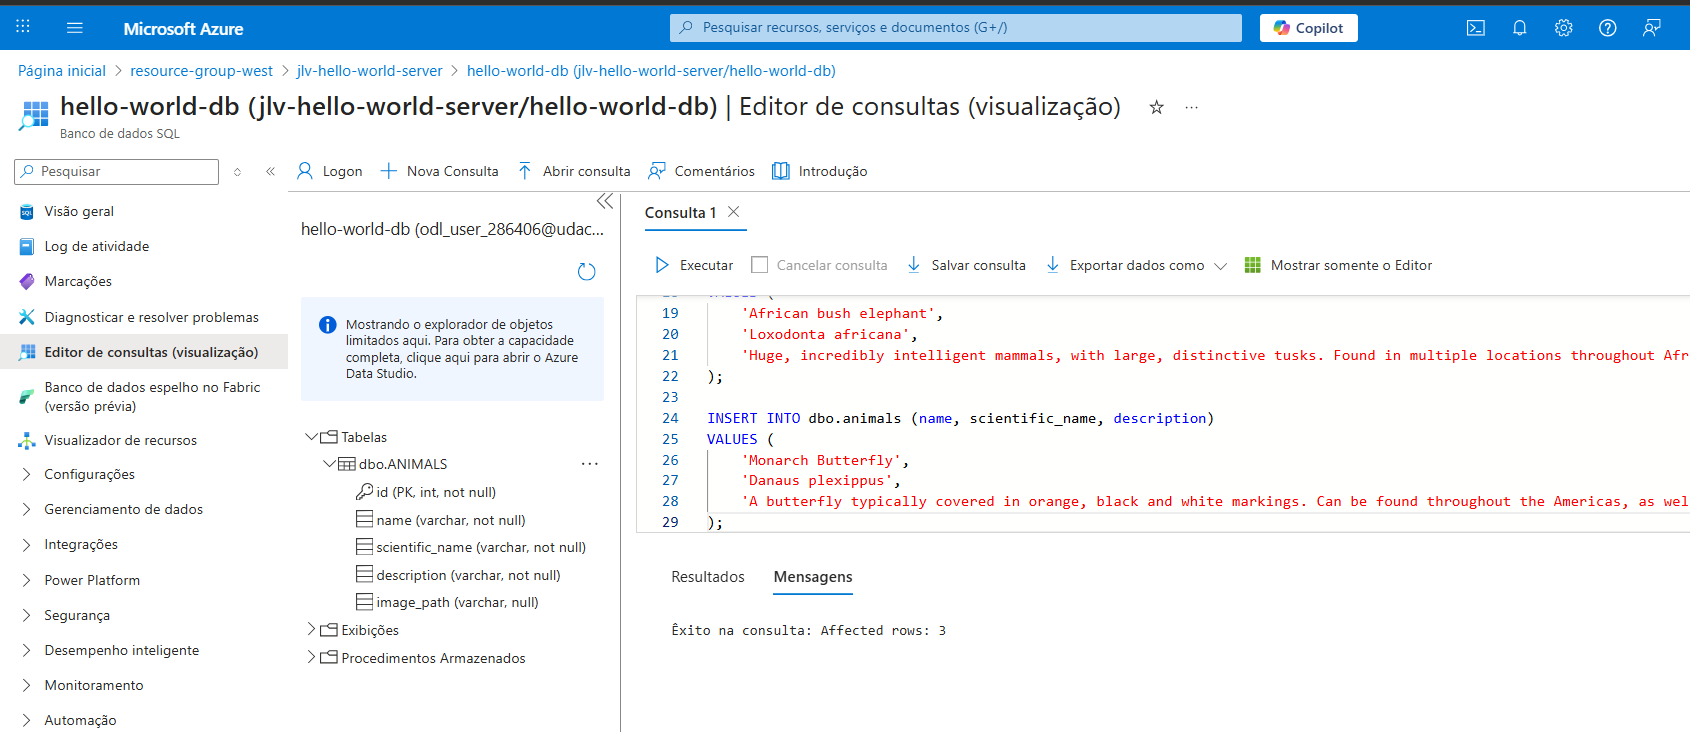 Microsoft Azure
Pesquisar recursos, serviços e documentos (G+/)
Copilot
Página inicial > resource-group-west > jlv-hello-world-server > hello-world-db (jlv-hello-world-server/hello-world-db)
hello-world-db (jlv-hello-world-server/hello-world-db) | Editor de consultas (visualização)
Banco de dados SQL
Pesquisar
Visão geral
Log de atividade
Marcações
Diagnosticar e resolver problemas
Editor de consultas (visualização)
Banco de dados espelho no Fabric
(versão prévia)
Visualizador de recursos
Configurações
Gerenciamento de dados
Integrações
Power Platform
Segurança
Desempenho inteligente
Monitoramento
Automação
Logon
Nova Consulta
Abrir consulta
Comentários
Introdução
hello-world-db (odl_user_286406@udac...
Mostrando o explorador de objetos
limitados aqui. Para obter a capacidade
completa, clique aqui para abrir o Azure
Data Studio.
Tabelas
dbo.ANIMALS
id (PK, int, not null)
name (varchar, not null)
scientific_name (varchar, not null)
description (varchar, not null)
image_path (varchar, null)
Exibições
Procedimentos Armazenados
Consulta 1
Executar
Cancelar consulta
Salvar consulta
Exportar dados como
Mostrar somente o Editor
19 'African bush elephant',
20 'Loxodonta africana',
21 'Huge, incredibly intelligent mammals, with large, distinctive tusks. Found in multiple locations throughout Afr
22 );
23
24 INSERT INTO dbo.animals (name, scientific_name, description)
25 VALUES (
26 'Monarch Butterfly',
27 'Danaus plexippus',
28 'A butterfly typically covered in orange, black and white markings. Can be found throughout the Americas, as wel
29 );
Resultados
Mensagens
Êxito na consulta: Affected rows: 3